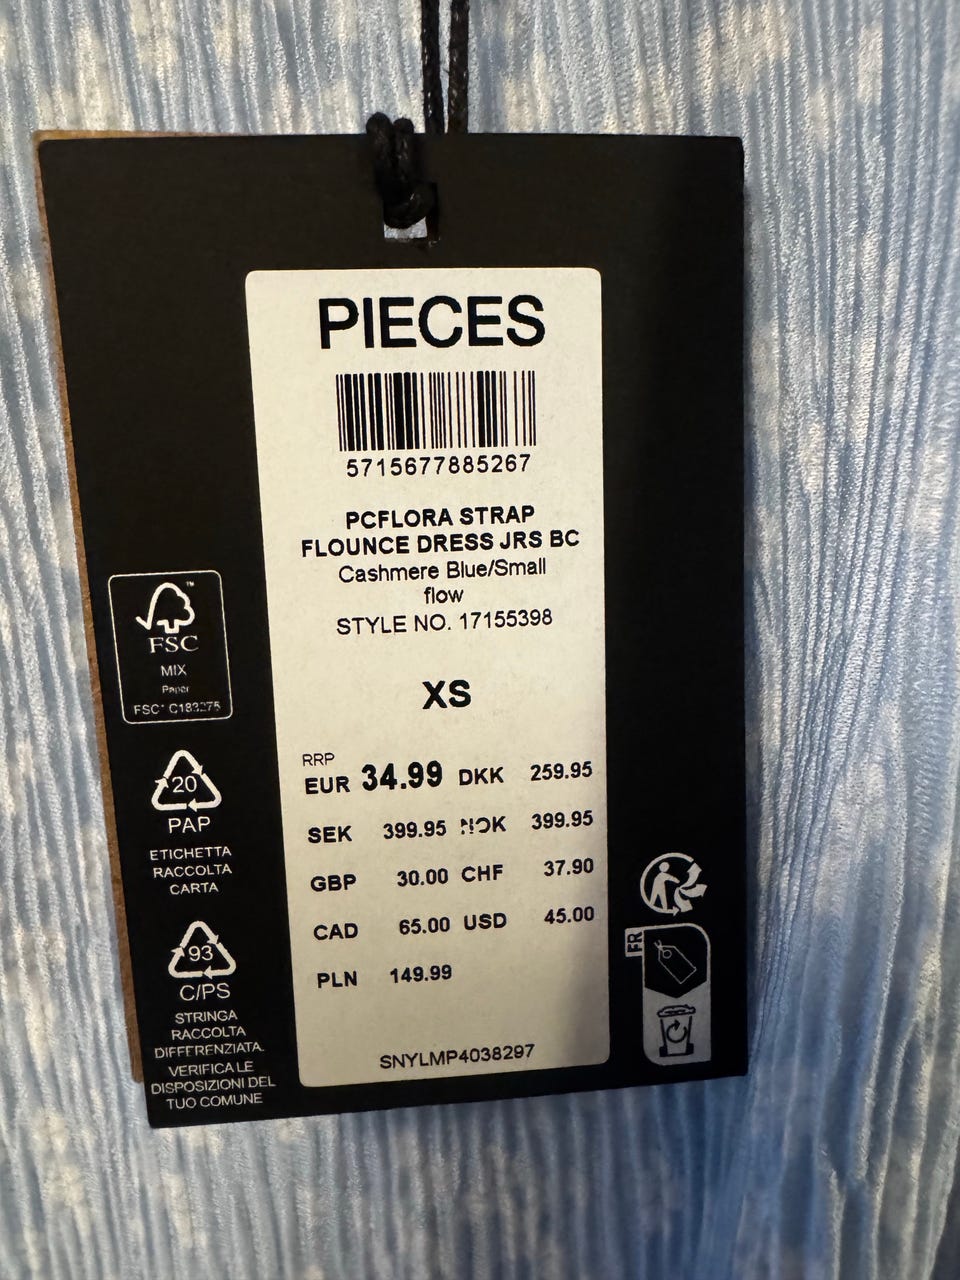 PIECES
5715677885267
PCFLORA STRAP
FLOUNCE DRESS JRS BC
Cashmere Blue/Small
flow
STYLE NO. 17155398
XS
RRP
EUR 34.99 DKK 259.95
SEK 399.95 NOK 399.95
GBP 30.00 CHF 37.90
CAD 65.00 USD 45.00
PLN 149.99
SNYLMP4038297
™
FSC
MIX
Paper
20
PAP
ETICHETTA
RACCOLTA
CARTA
93
C/PS
STRINGA
RACCOLTA
DIFFERENZIATA.
VERIFICA LE
DISPOSIZIONI DEL
TUO COMUNE
FR